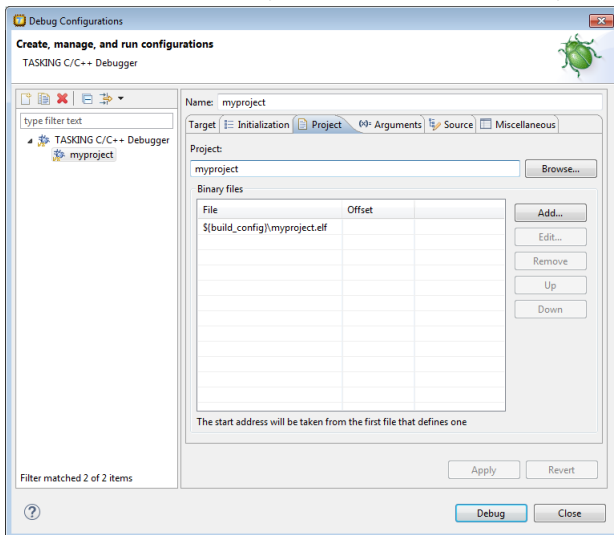 Debug Configurations
Create, manage, and run configurations
TASKING C/C++ Debugger
type filter text
TASKING C/C++ Debugger
myproject
Filter matched 2 of 2 items
Name: myproject
Target Initialization Project (x)= Arguments Source Miscellaneous
Project:
myproject Browse...
Binary files
File Offset
${build_config}\myproject.elf
Add...
Edit...
Remove
Up
Down
The start address will be taken from the first file that defines one
Apply Revert
Debug Close